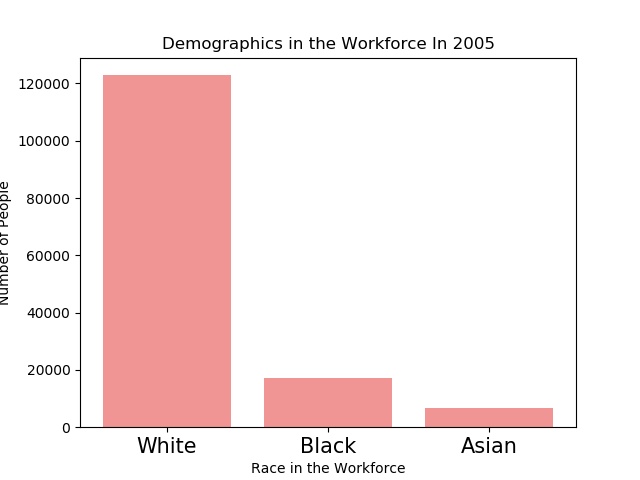 Demographics in the Workforce In 2005
Number of People
120000
100000
80000
60000
40000
20000
0
White Black Asian
Race in the Workforce